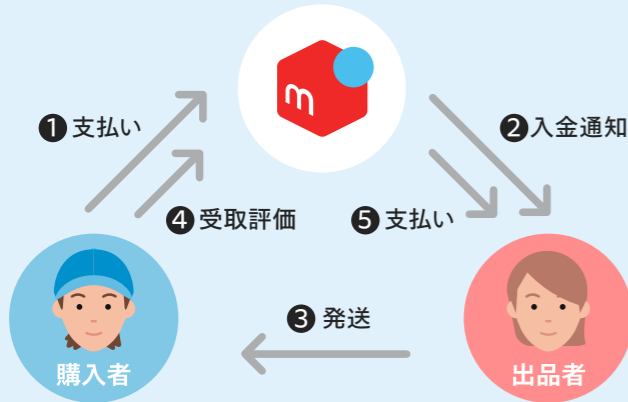 m
❶支払い
❷入金通知
❹受取評価
❺支払い
❸発送
購入者
出品者